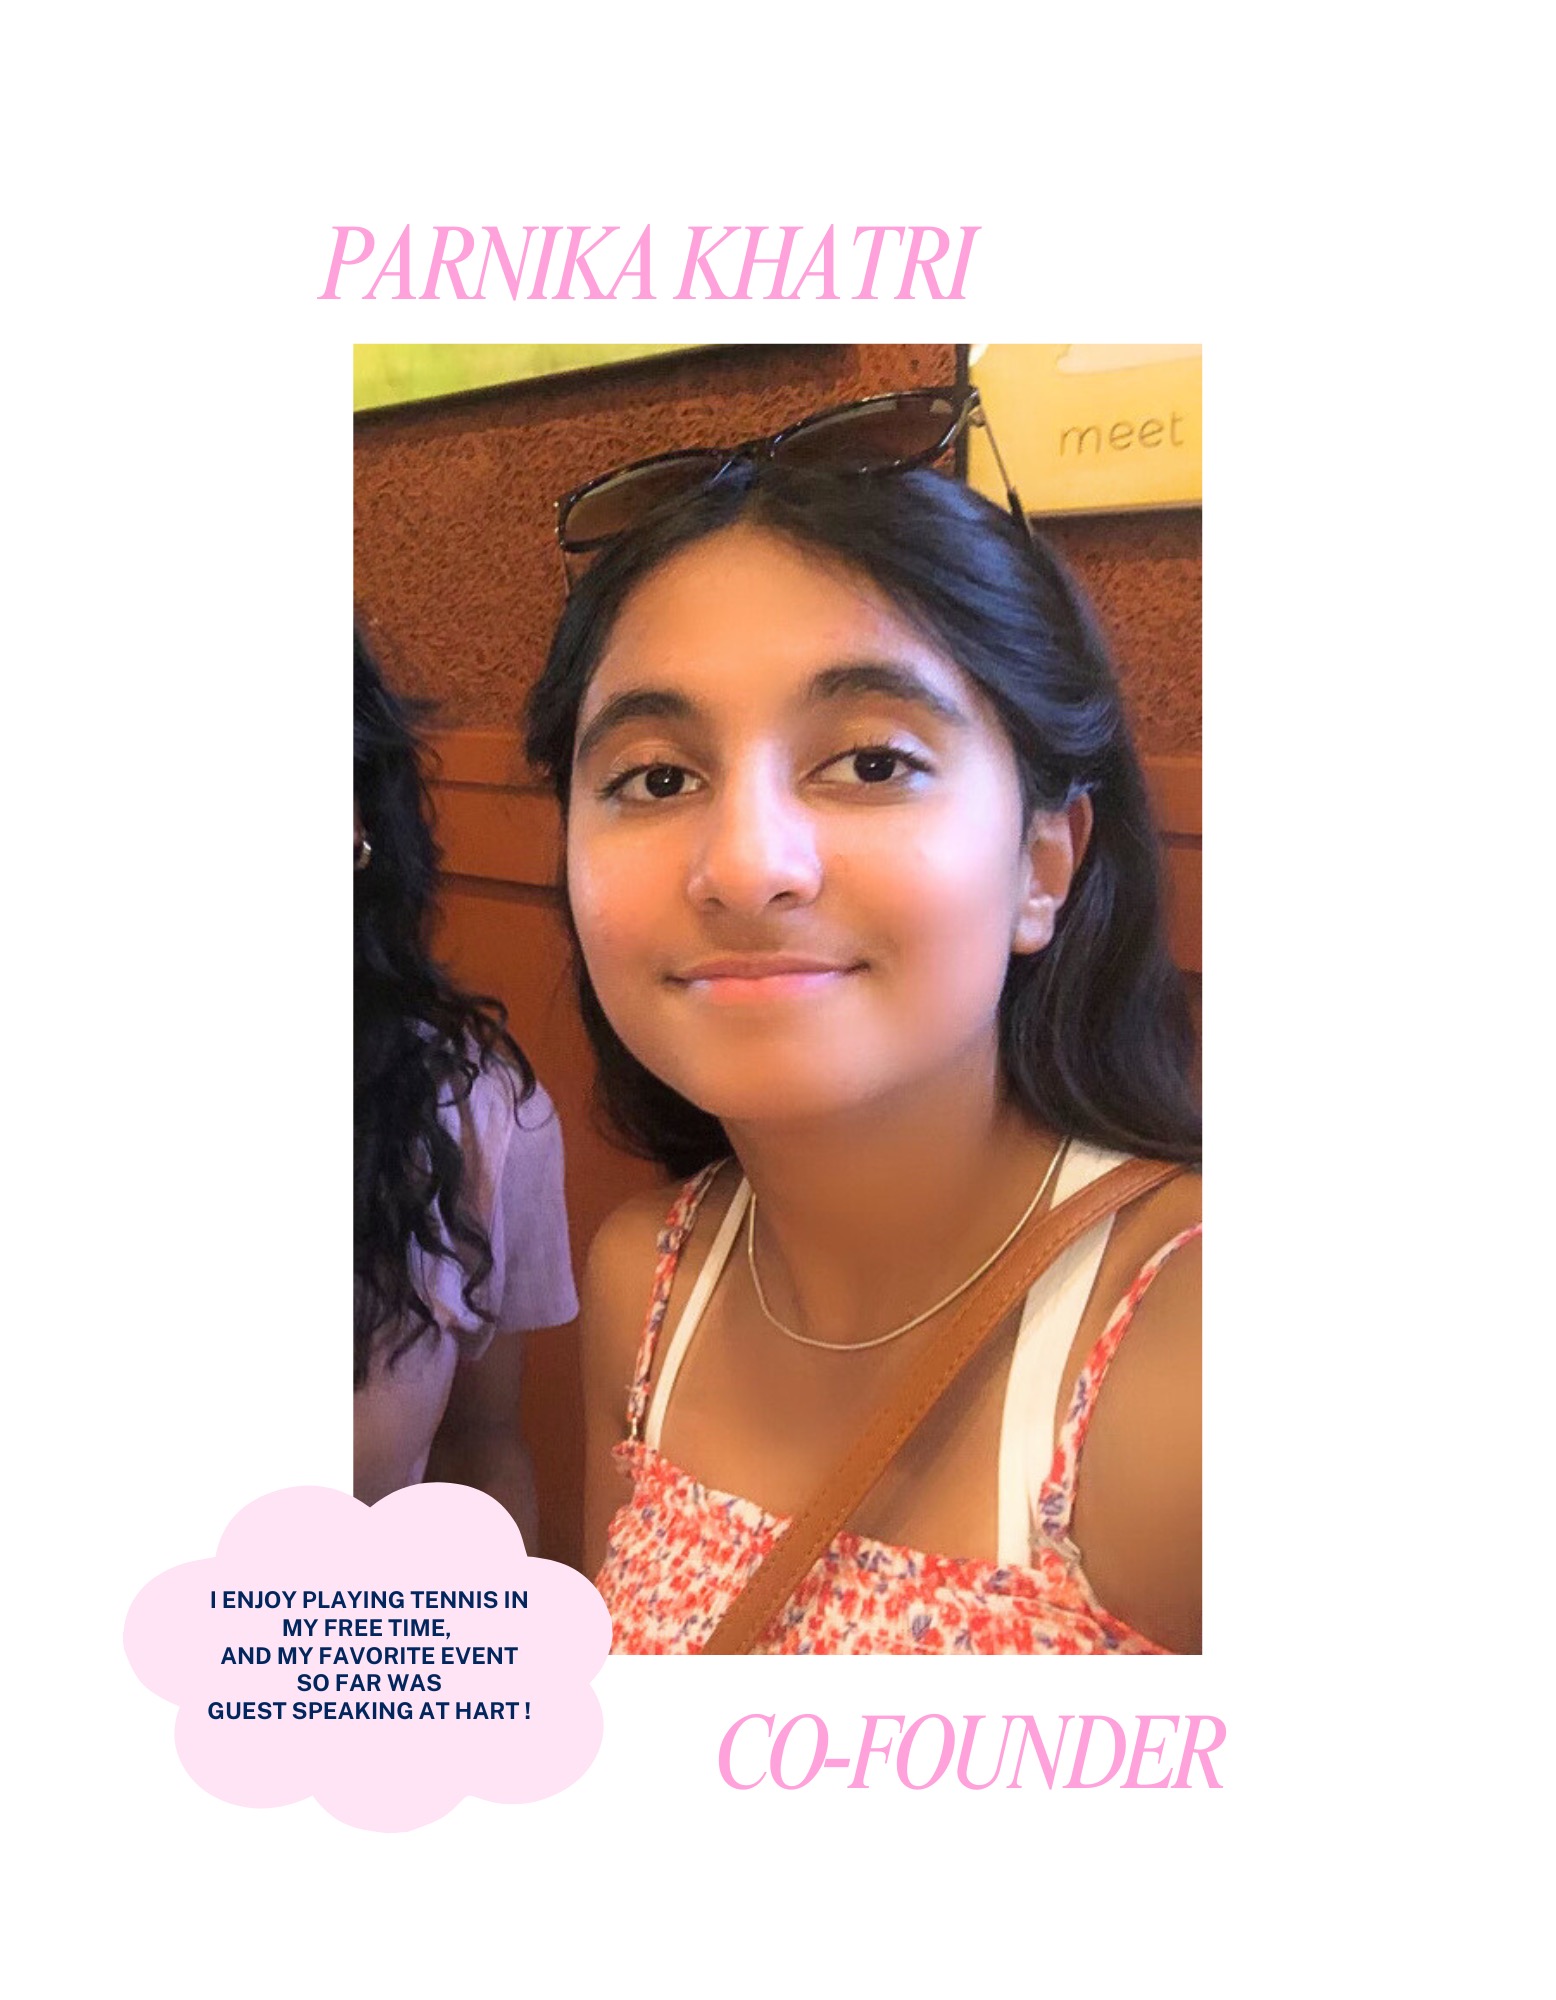 PARNIKA KHATRI
meet
I ENJOY PLAYING TENNIS IN
MY FREE TIME,
AND MY FAVORITE EVENT
SO FAR WAS
GUEST SPEAKING AT HART !
CO-FOUNDER